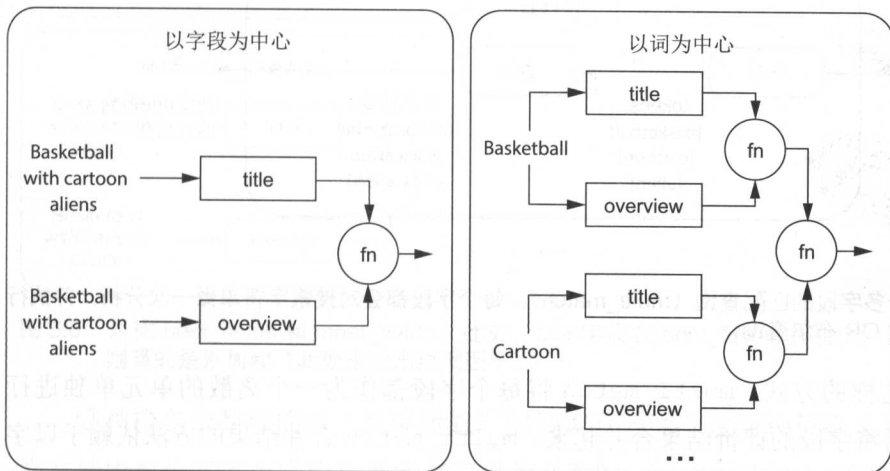 以字段为中心
Basketball
with cartoon
aliens
title
fn
Basketball
with cartoon
aliens
overview
以词为中心
title
Basketball
fn
overview
fn
title
Cartoon
fn
overview
...